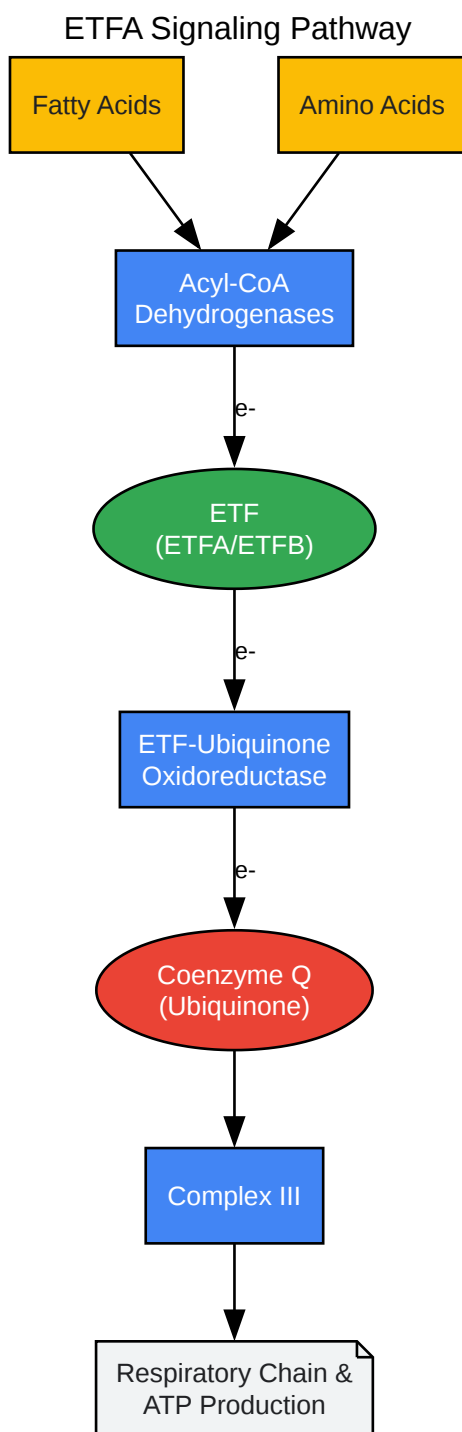 ETFA Signaling Pathway
Fatty Acids
Amino Acids
Acyl-CoA
Dehydrogenases
e-
ETF
(ETFA/ETFB)
e-
ETF-Ubiquinone
Oxidoreductase
e-
Coenzyme Q
(Ubiquinone)
Complex III
Respiratory Chain &
ATP Production